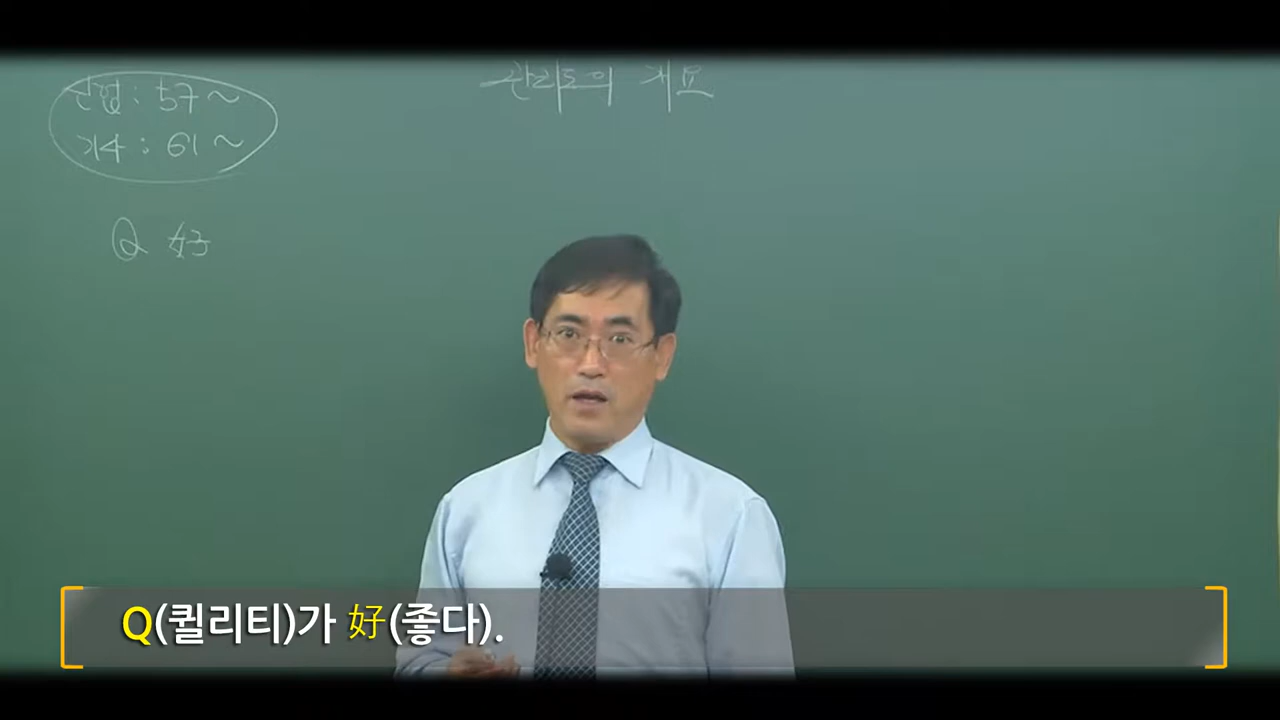 관리도의 개요
산업: 57~
기사: 61~
Q 好
Q(퀄리티)가 好(좋다).